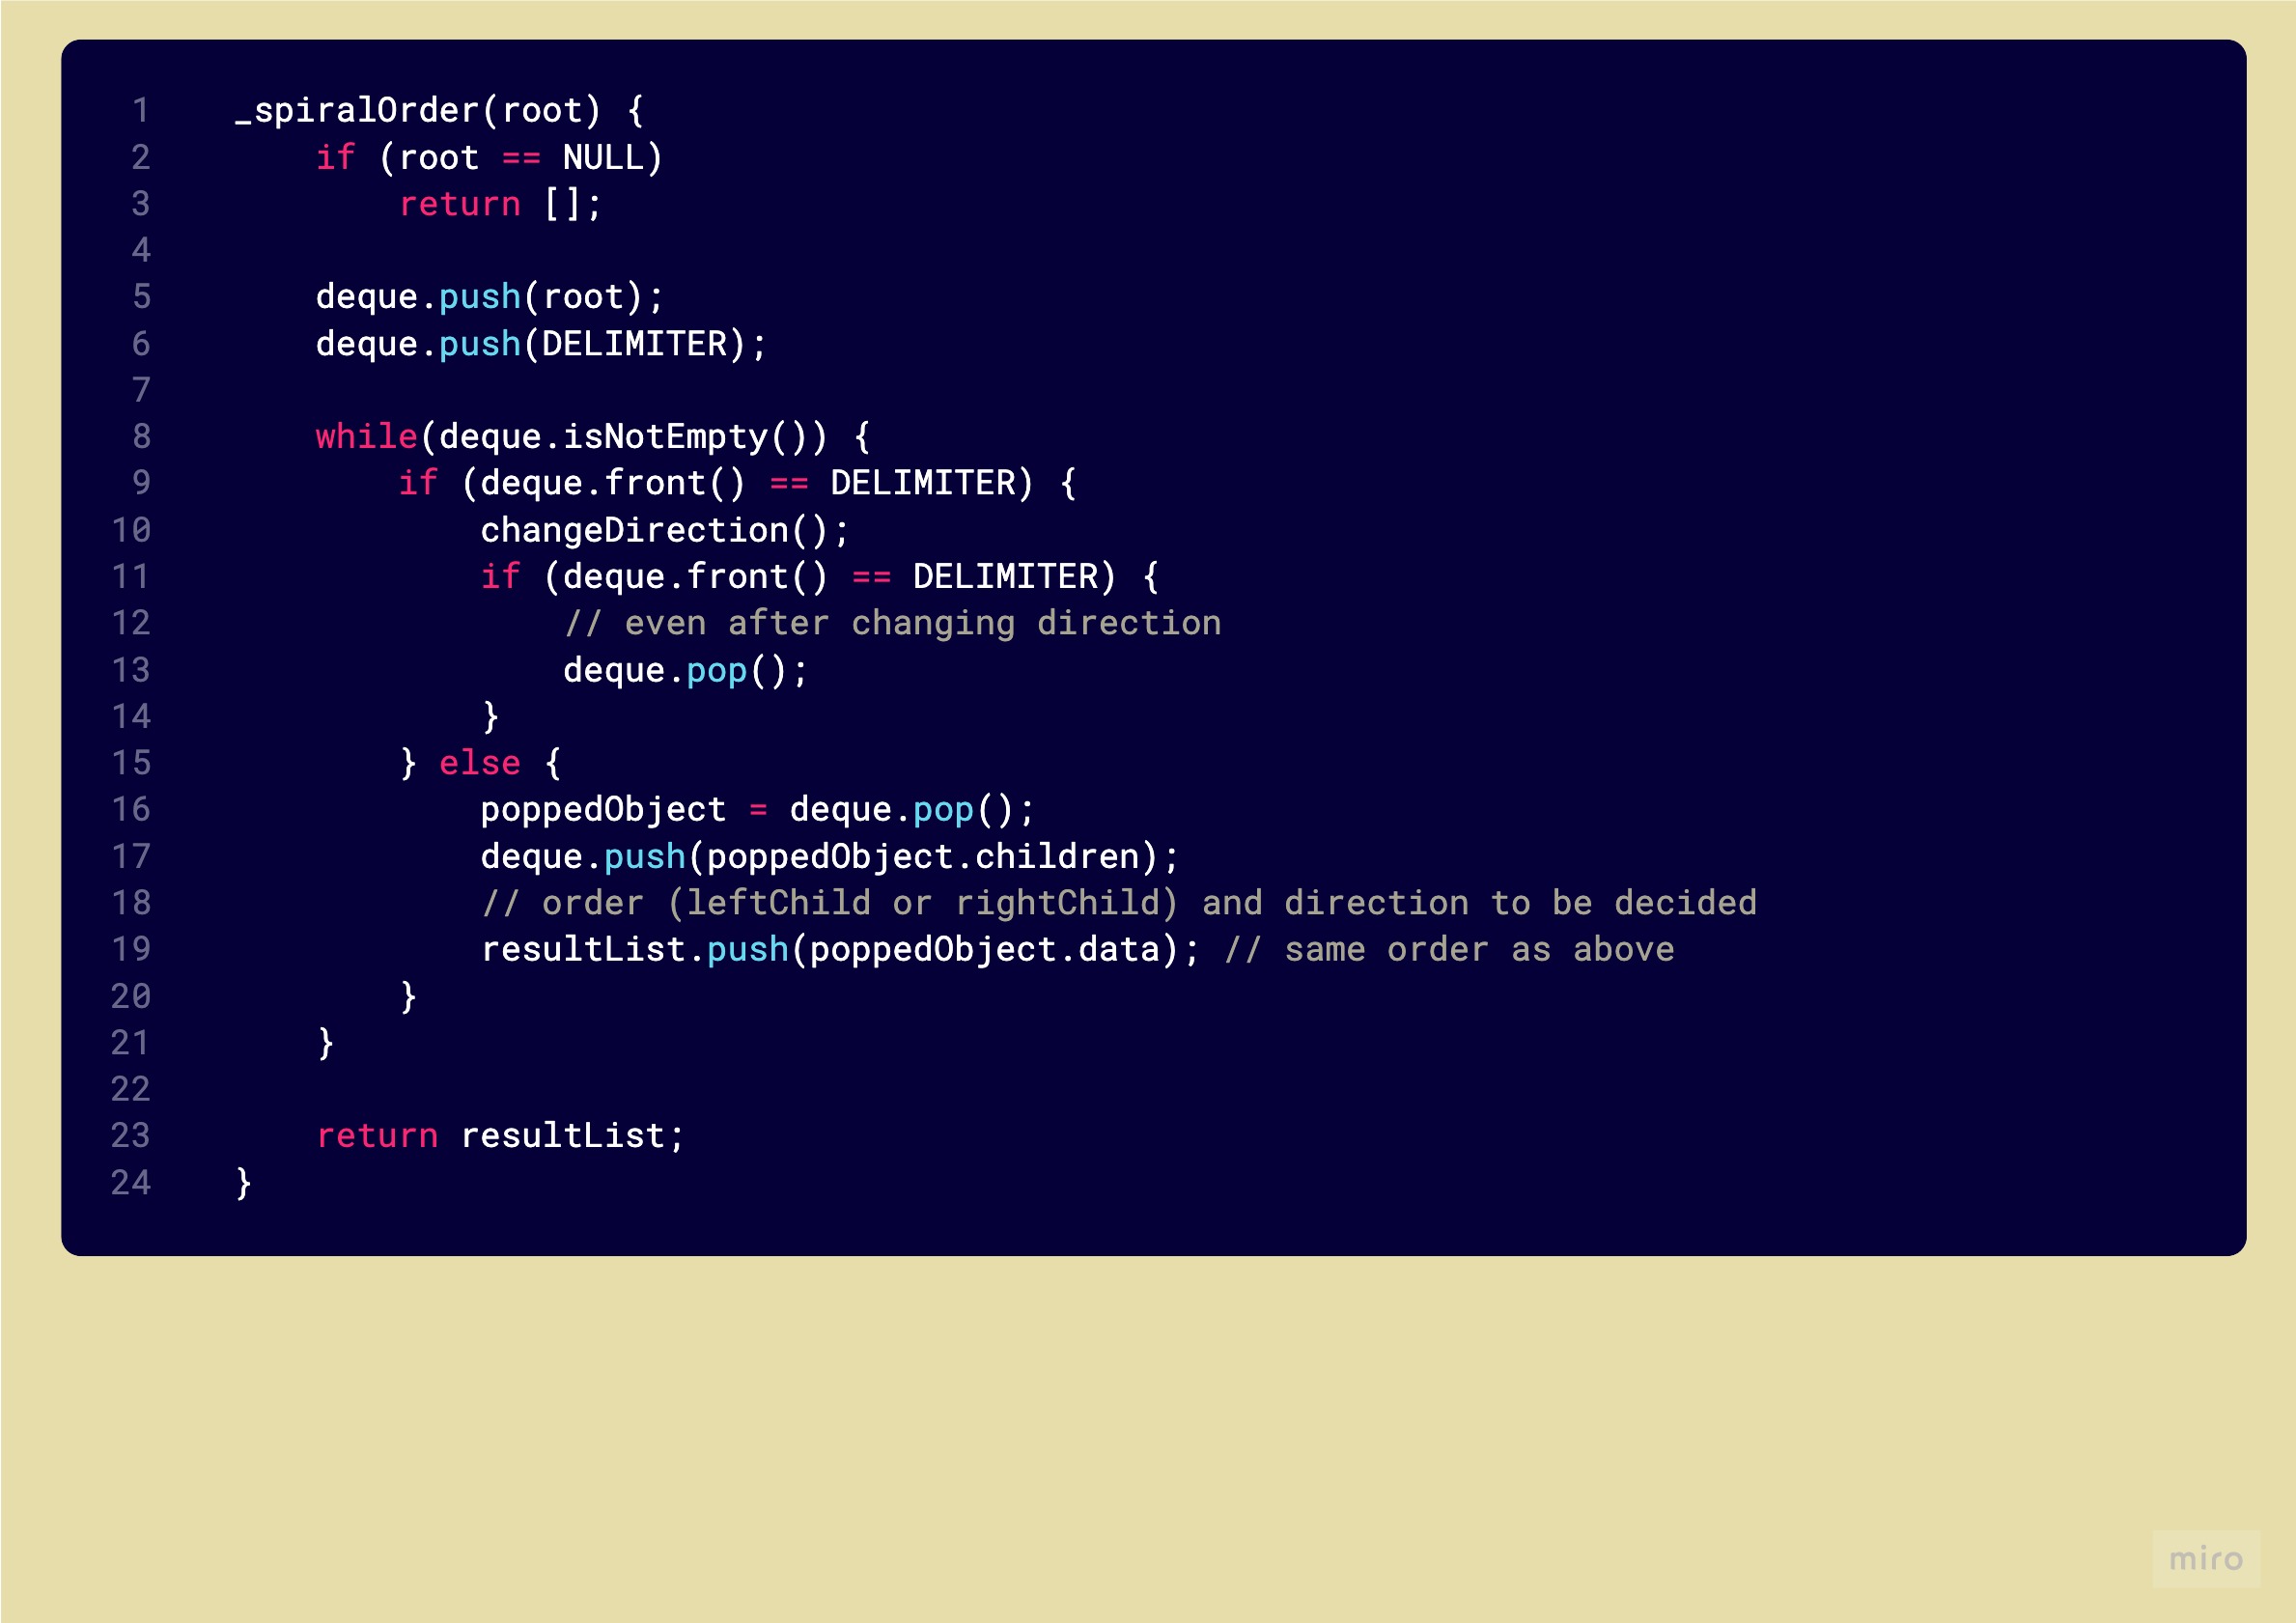 1 _spiralOrder(root) {
2 if (root == NULL)
3 return [];
4
5 deque.push(root);
6 deque.push(DELIMITER);
7
8 while(deque.isNotEmpty()) {
9 if (deque.front() == DELIMITER) {
10 changeDirection();
11 if (deque.front() == DELIMITER) {
12 // even after changing direction
13 deque.pop();
14 }
15 } else {
16 poppedObject = deque.pop();
17 deque.push(poppedObject.children);
18 // order (leftChild or rightChild) and direction to be decided
19 resultList.push(poppedObject.data); // same order as above
20 }
21 }
22
23 return resultList;
24 }
miro